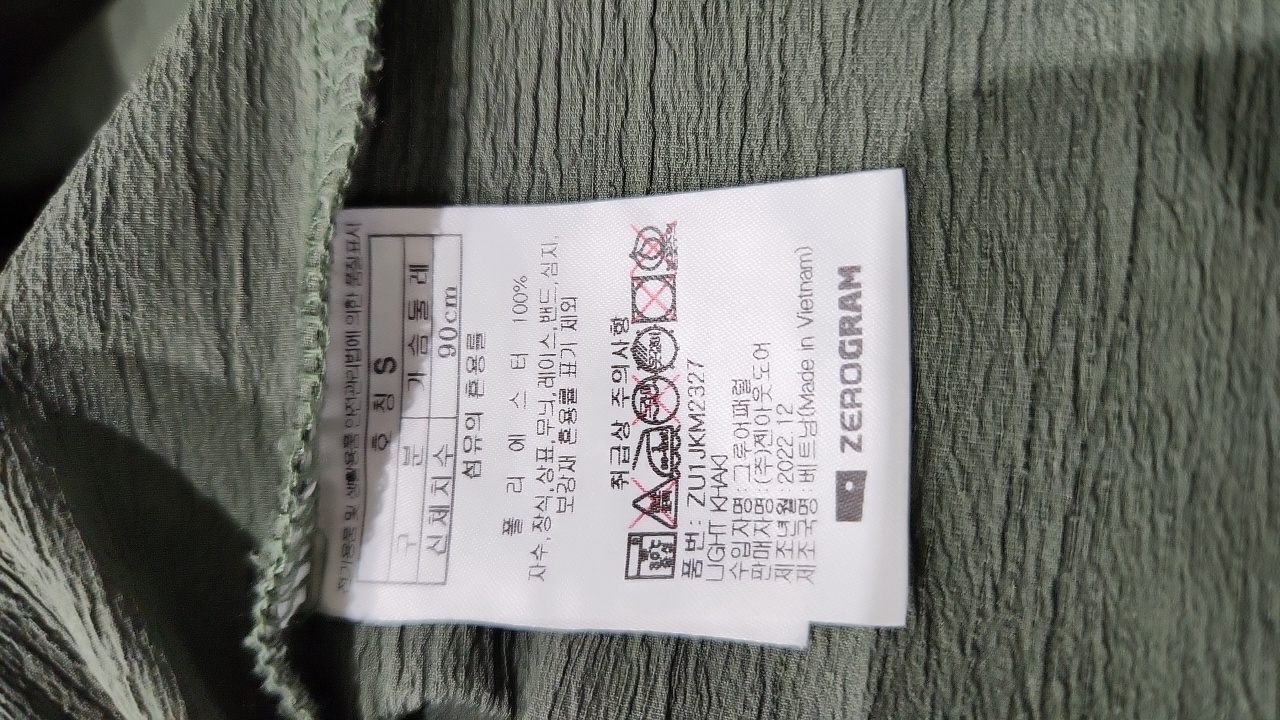 전기용품 및 생활용품 안전관리법에 의한 품질표시
호 칭 S
구 분 가 슴 둘 레
신 체 치 수 90cm
섬유의 혼용률
폴 리 에 스 터 100%
자수,장식,상표,무늬,레이스,밴드,심지,
보강재 혼용률 표기 제외
취급상 주의사항
품 번 : ZU1JKM2327
LIGHT KHAKI
수입자명 : 그루어패럴
판매자명 : (주)젠아웃도어
제조년월 : 2022.12
제조국명 : 베트남(Made in Vietnam)
ZEROGRAM